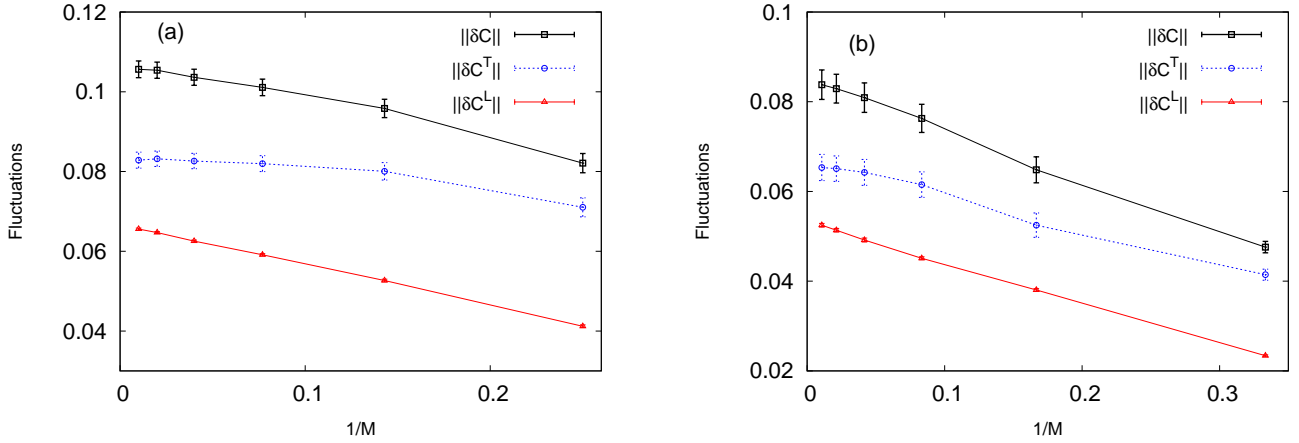 (a)
||δC||
||δC^T||
||δC^L||
0.12
0.1
0.08
0.06
0.04
Fluctuations
0 0.1 0.2
1/M
(b)
||δC||
||δC^T||
||δC^L||
0.1
0.08
0.06
0.04
0.02
Fluctuations
0 0.1 0.2 0.3
1/M